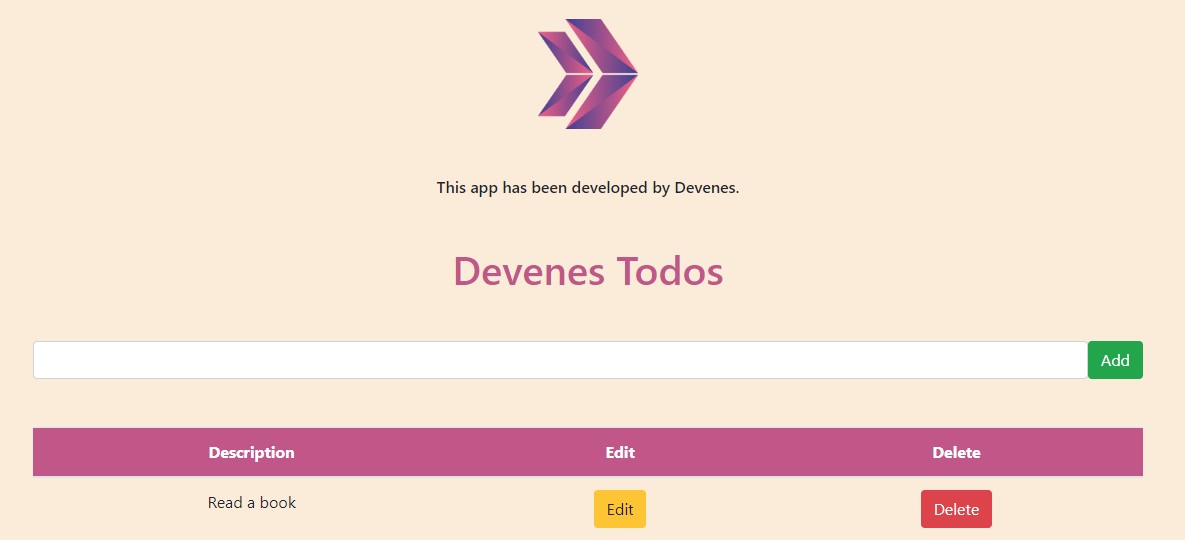 This app has been developed by Devenes.
Devenes Todos
Add
Description Edit Delete
Read a book Edit Delete